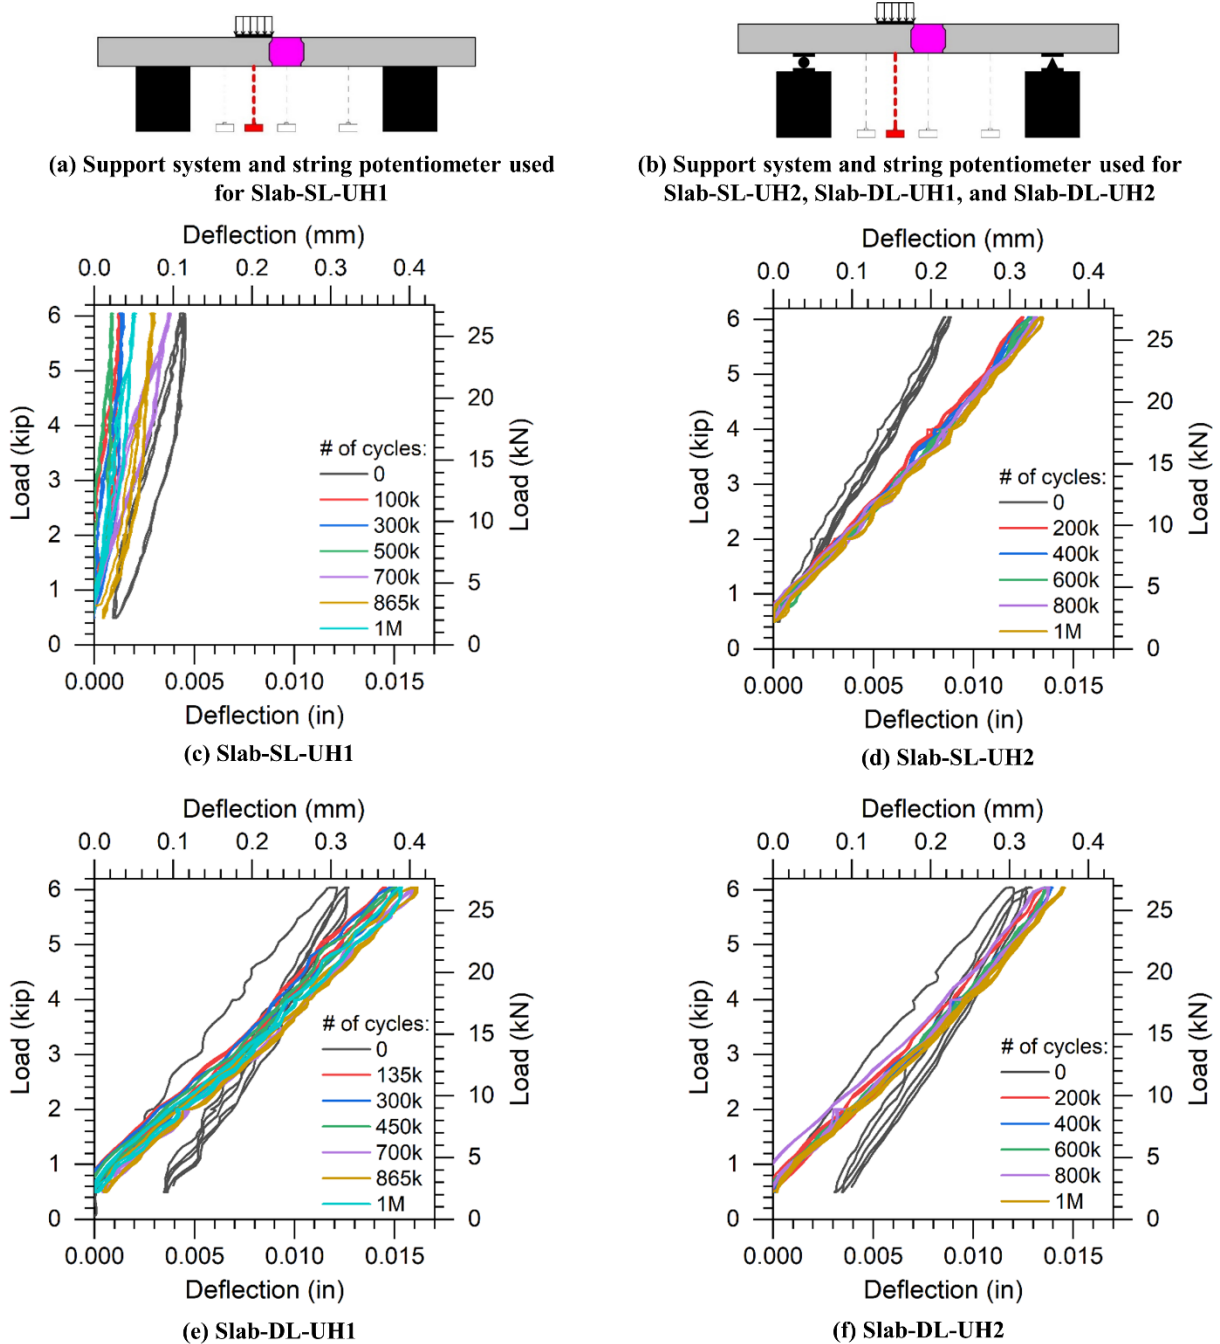 (a) Support system and string potentiometer used
for Slab-SL-UH1
(b) Support system and string potentiometer used for
Slab-SL-UH2, Slab-DL-UH1, and Slab-DL-UH2
Deflection (mm)
0.0 0.1 0.2 0.3 0.4
6
5
4
3
2
1
0
Load (kip)
25
20
15
10
5
0
Load (kN)
# of cycles:
0
100k
300k
500k
700k
865k
1M
0.000 0.005 0.010 0.015
Deflection (in)
(c) Slab-SL-UH1
Deflection (mm)
0.0 0.1 0.2 0.3 0.4
6
5
4
3
2
1
0
Load (kip)
25
20
15
10
5
0
Load (kN)
# of cycles:
0
200k
400k
600k
800k
1M
0.000 0.005 0.010 0.015
Deflection (in)
(d) Slab-SL-UH2
Deflection (mm)
0.0 0.1 0.2 0.3 0.4
6
5
4
3
2
1
0
Load (kip)
25
20
15
10
5
0
Load (kN)
# of cycles:
0
135k
300k
450k
700k
865k
1M
0.000 0.005 0.010 0.015
Deflection (in)
(e) Slab-DL-UH1
Deflection (mm)
0.0 0.1 0.2 0.3 0.4
6
5
4
3
2
1
0
Load (kip)
25
20
15
10
5
0
Load (kN)
# of cycles:
0
200k
400k
600k
800k
1M
0.000 0.005 0.010 0.015
Deflection (in)
(f) Slab-DL-UH2